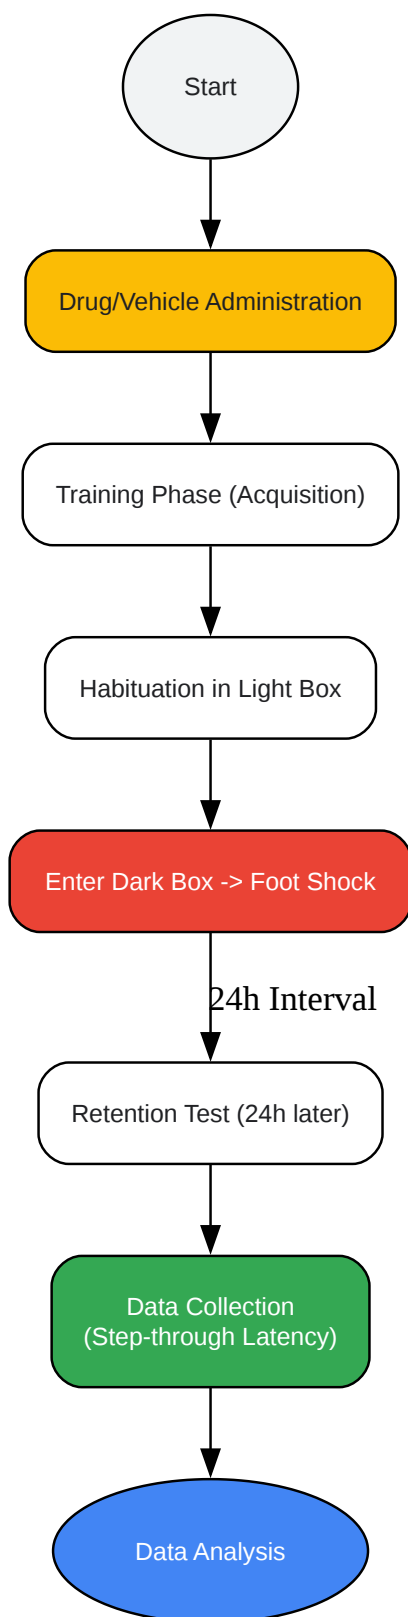 Start
Drug/Vehicle Administration
Training Phase (Acquisition)
Habituation in Light Box
Enter Dark Box -> Foot Shock
24h Interval
Retention Test (24h later)
Data Collection
(Step-through Latency)
Data Analysis